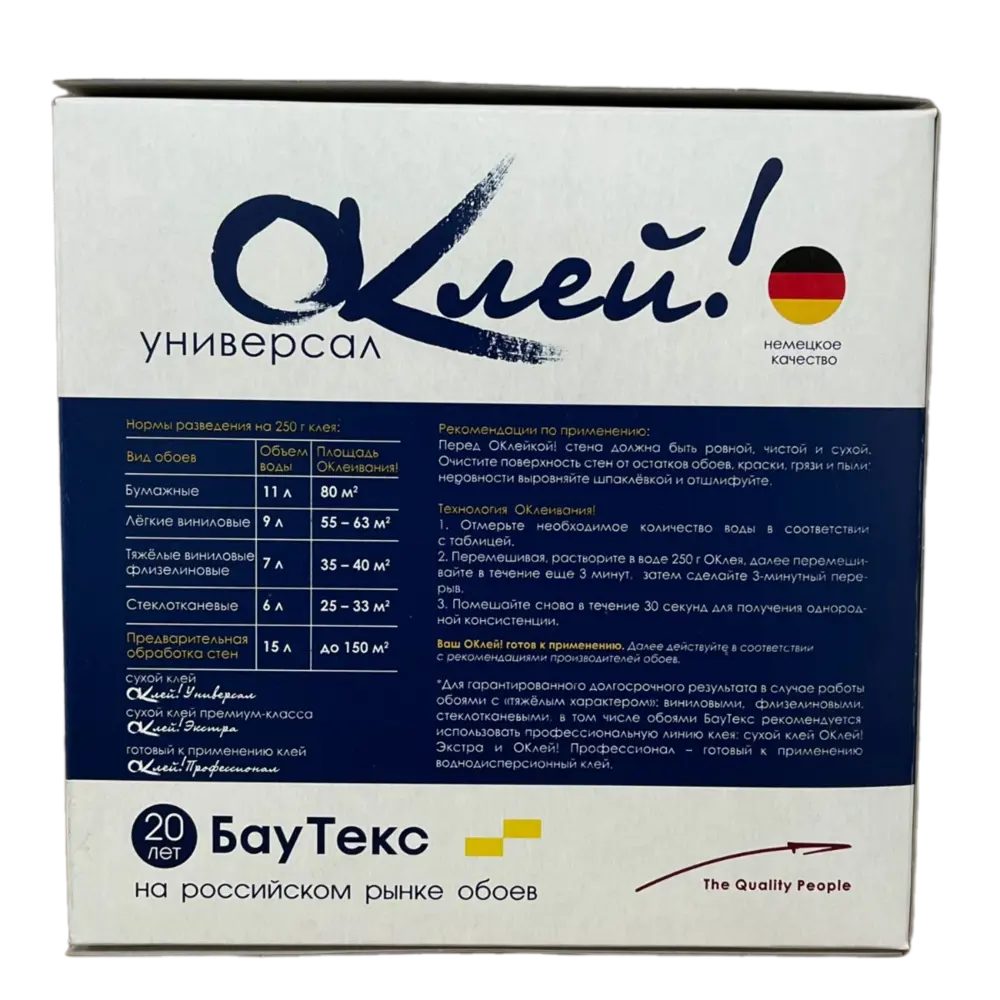 ОКлей!
универсал
немецкое
качество
Нормы разведения на 250 г клея:
Вид обоев Объем воды Площадь ОКлеивания!
Бумажные 11 л 80 м²
Лёгкие виниловые 9 л 55 – 63 м²
Тяжёлые виниловые флизелиновые 7 л 35 – 40 м²
Стеклотканевые 6 л 25 – 33 м²
Предварительная обработка стен 15 л до 150 м²
сухой клей
ОКлей! Универсал
сухой клей премиум-класса
ОКлей! Экстра
готовый к применению клей
ОКлей! Профессионал
Рекомендации по применению:
Перед ОКлейкой! стена должна быть ровной, чистой и сухой.
Очистите поверхность стен от остатков обоев, краски, грязи и пыли;
неровности выровняйте шпаклёвкой и отшлифуйте.
Технология ОКлеивания!
1. Отмерьте необходимое количество воды в соответствии
с таблицей.
2. Перемешивая, растворите в воде 250 г ОКлея, далее перемеши-
вайте в течение еще 3 минут, затем сделайте 3-минутный пере-
рыв.
3. Помешайте снова в течение 30 секунд для получения однород-
ной консистенции.
Ваш ОКлей! готов к применению. Далее действуйте в соответствии
с рекомендациями производителей обоев.
*Для гарантированного долгосрочного результата в случае работы
обоями с «тяжёлым характером»: виниловыми, флизелиновыми,
стеклотканевыми, в том числе обоями БауТекс рекомендуется
использовать профессиональную линию клея: сухой клей ОКлей!
Экстра и ОКлей! Профессионал – готовый к применению
воднодисперсионный клей.
20
лет
БауТекс
на российском рынке обоев
The Quality People